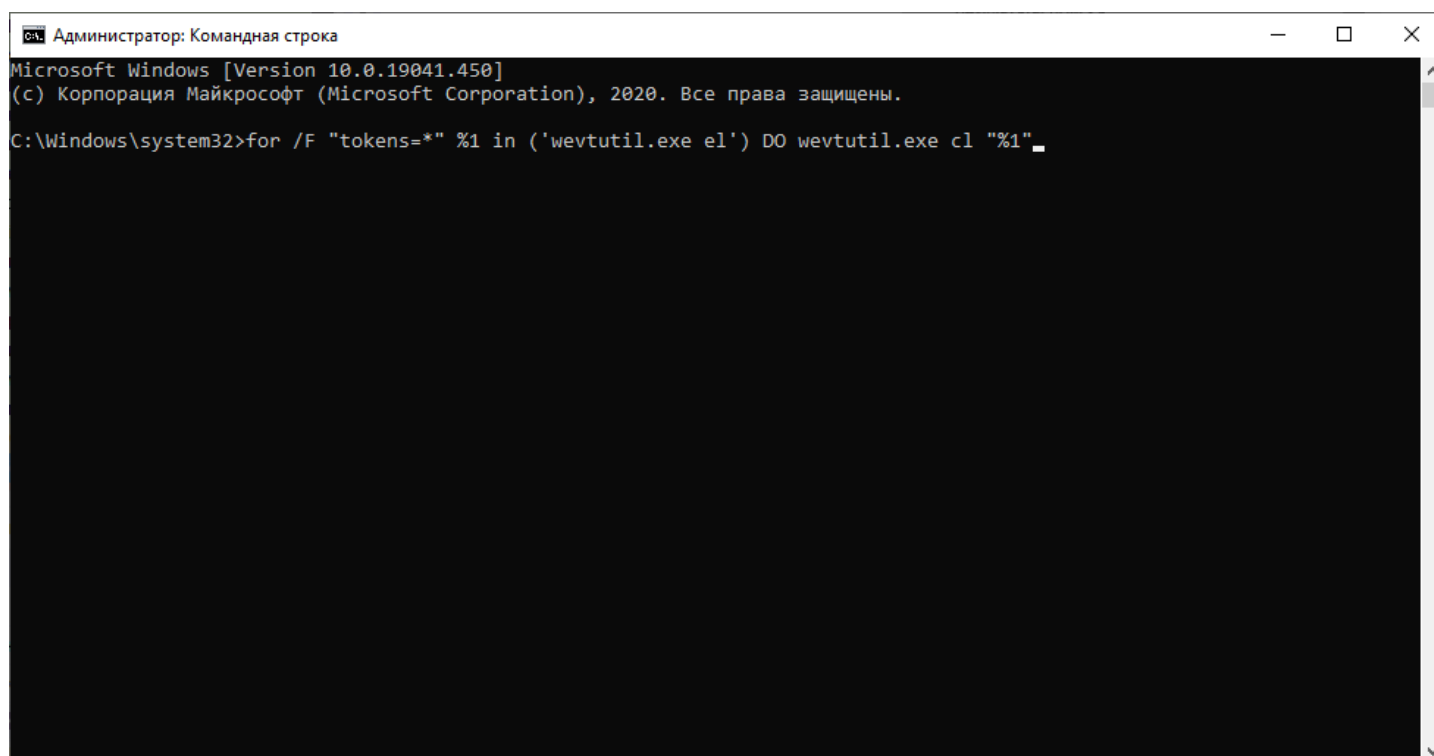 Администратор: Командная строка
Microsoft Windows [Version 10.0.19041.450]
(c) Корпорация Майкрософт (Microsoft Corporation), 2020. Все права защищены.
C:\Windows\system32>for /F "tokens=*" %1 in ('wevtutil.exe el') DO wevtutil.exe cl "%1"